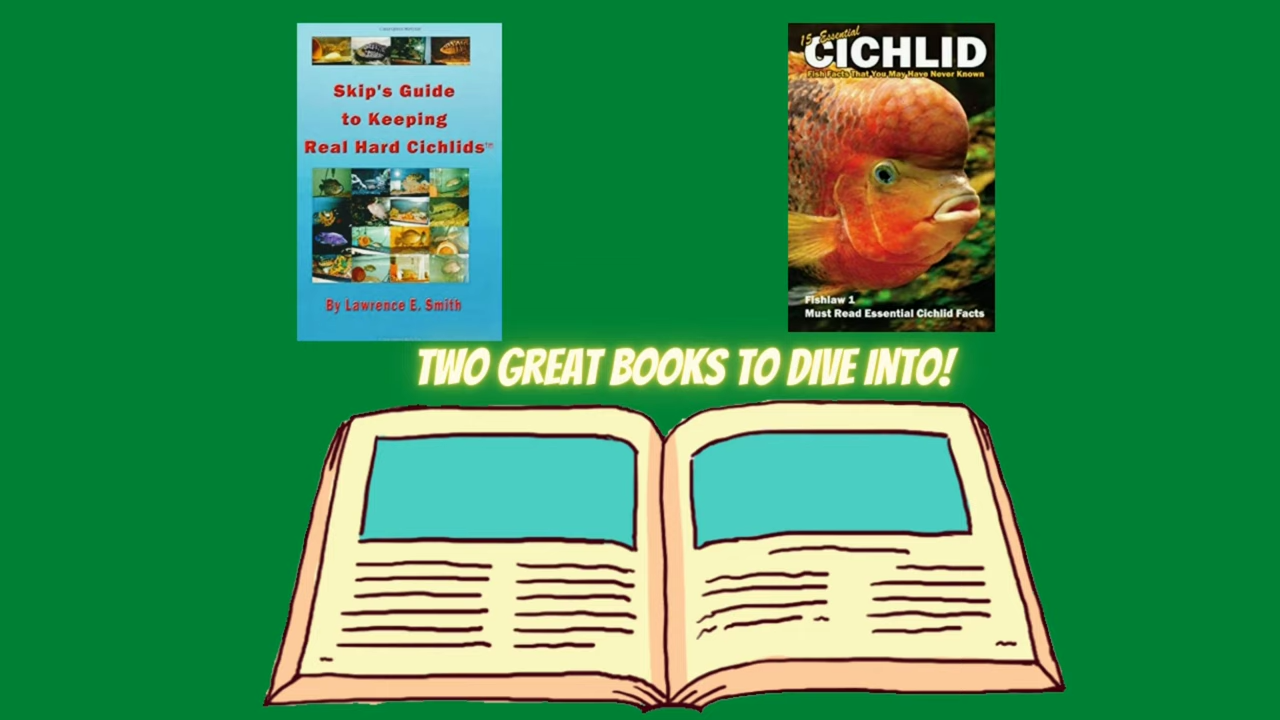 Skip's Guide
to Keeping
Real Hard Cichlids™
By Lawrence E. Smith
15 Essential
CICHLID
Fish Facts That You May Have Never Known
Fishlaw 1
Must Read Essential Cichlid Facts
TWO GREAT BOOKS TO DIVE INTO!